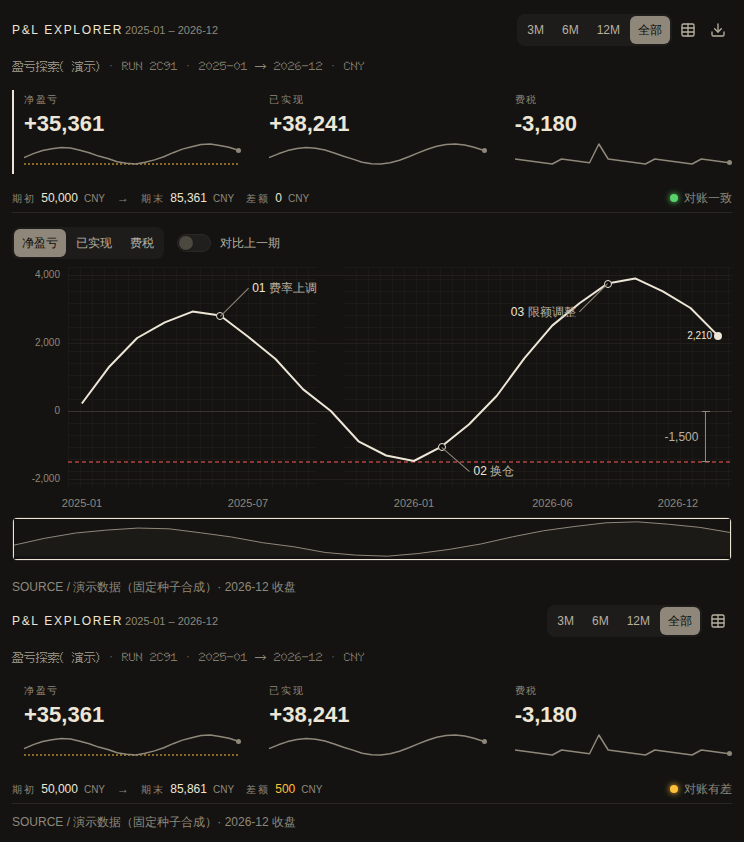 P&L EXPLORER 2025-01 – 2026-12 3M 6M 12M 全部
盈亏探索( 演示) · RUN 2C91 · 2025-01 → 2026-12 · CNY
净盈亏 已实现 费税
+35,361 +38,241 -3,180
期初 50,000 CNY → 期末 85,361 CNY 差额 0 CNY 对账一致
净盈亏 已实现 费税 对比上一期
4,000
01 费率上调
03 限额调整
2,210
2,000
0
-1,500
02 换仓
-2,000
2025-01 2025-07 2026-01 2026-06 2026-12
SOURCE / 演示数据（固定种子合成）· 2026-12 收盘
P&L EXPLORER 2025-01 – 2026-12 3M 6M 12M 全部
盈亏探索( 演示) · RUN 2C91 · 2025-01 → 2026-12 · CNY
净盈亏 已实现 费税
+35,361 +38,241 -3,180
期初 50,000 CNY → 期末 85,861 CNY 差额 500 CNY 对账有差
SOURCE / 演示数据（固定种子合成）· 2026-12 收盘